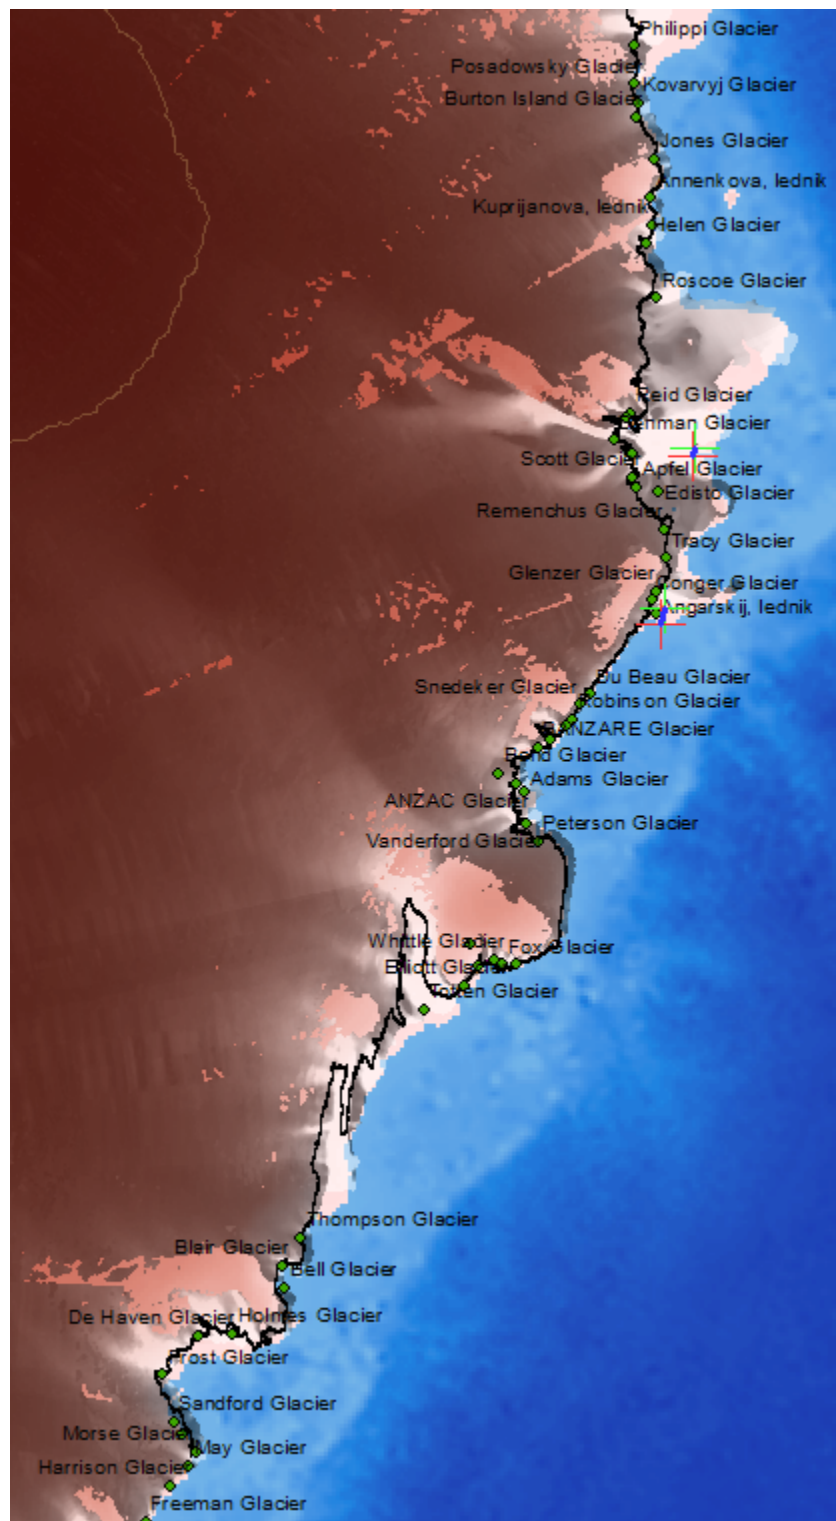 Philippi Glacier
Posadowsky Glacier
Kovarvyj Glacier
Burton Island Glacier
Jones Glacier
Annenkova, lednik
Kuprijanova, lednik
Helen Glacier
Roscoe Glacier
Reid Glacier
Denman Glacier
Scott Glacier
Apfel Glacier
Edisto Glacier
Remenchus Glacier
Tracy Glacier
Glenzer Glacier
Conger Glacier
Angarskij, lednik
Du Beau Glacier
Snedeker Glacier
Robinson Glacier
BANZARE Glacier
Bond Glacier
Adams Glacier
ANZAC Glacier
Peterson Glacier
Vanderford Glacier
Whittle Glacier
Fox Glacier
Elliott Glacier
Totten Glacier
Thompson Glacier
Blair Glacier
Bell Glacier
De Haven Glacier
Holmes Glacier
Frost Glacier
Sandford Glacier
Morse Glacier
May Glacier
Harrison Glacier
Freeman Glacier